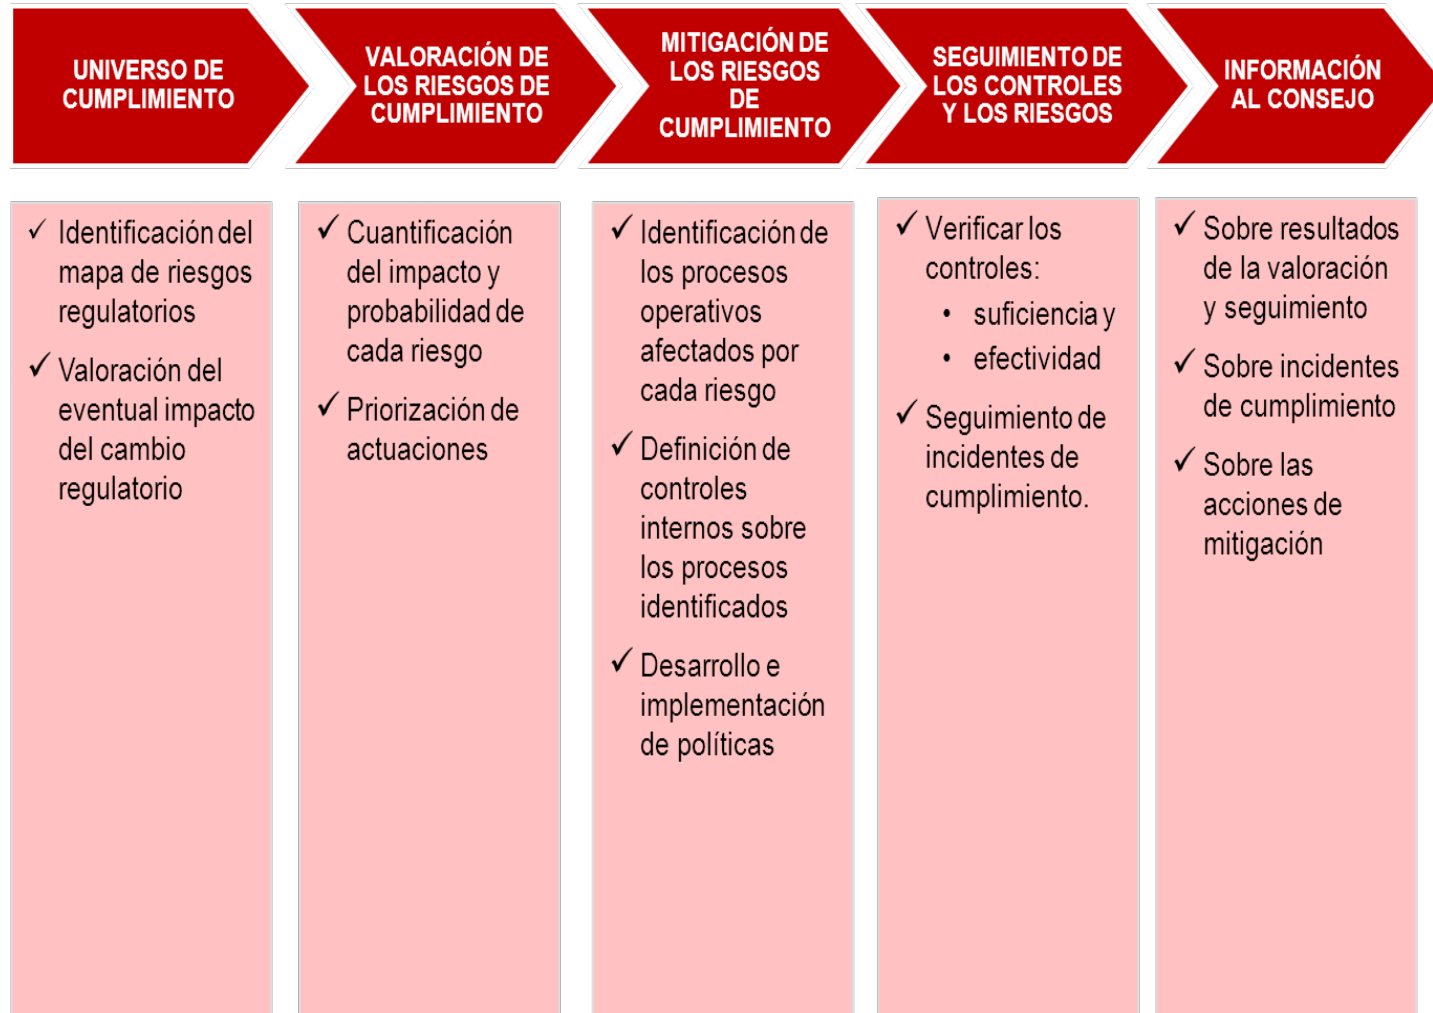 UNIVERSO DE
CUMPLIMIENTO
VALORACIÓN DE
LOS RIESGOS DE
CUMPLIMIENTO
MITIGACIÓN DE
LOS RIESGOS
DE
CUMPLIMIENTO
SEGUIMIENTO DE
LOS CONTROLES
Y LOS RIESGOS
INFORMACIÓN
AL CONSEJO
✓ Identificación del
mapa de riesgos
regulatorios
✓ Valoración del
eventual impacto
del cambio
regulatorio
✓ Cuantificación
del impacto y
probabilidad de
cada riesgo
✓ Priorización de
actuaciones
✓ Identificación de
los procesos
operativos
afectados por
cada riesgo
✓ Definición de
controles
internos sobre
los procesos
identificados
✓ Desarrollo e
implementación
de políticas
✓ Verificar los
controles:
• suficiencia y
• efectividad
✓ Seguimiento de
incidentes de
cumplimiento.
✓ Sobre resultados
de la valoración
y seguimiento
✓ Sobre incidentes
de cumplimiento
✓ Sobre las
acciones de
mitigación